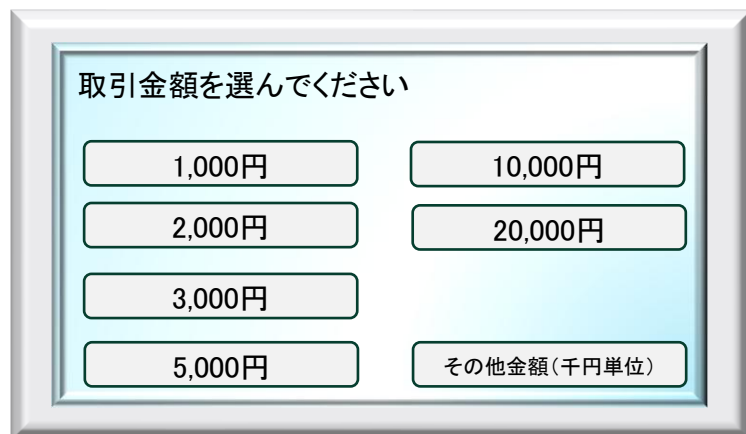 取引金額を選んでください
1,000円
10,000円
2,000円
20,000円
3,000円
5,000円
その他金額（千円単位）